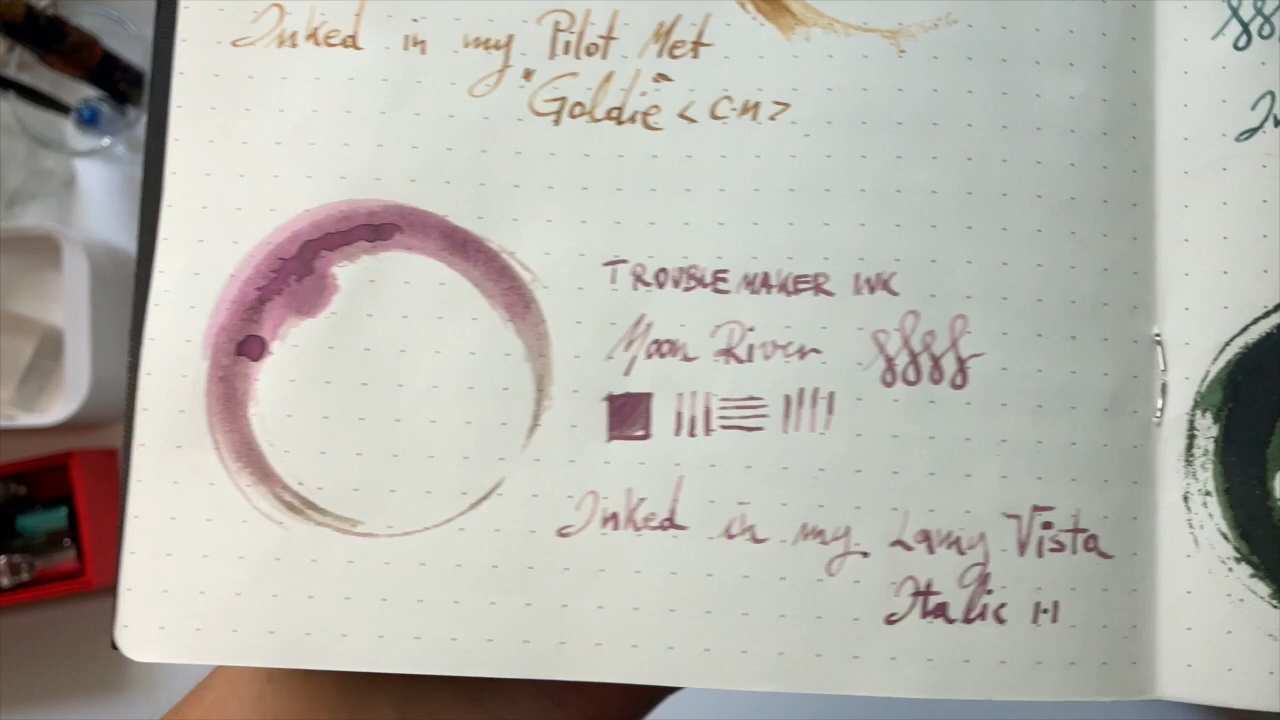 Inked in my Pilot Met
"Goldie" <CM>
TROUBLEMAKER INK
Moon River
Inked in my Lamy Vista
Italic 1.1